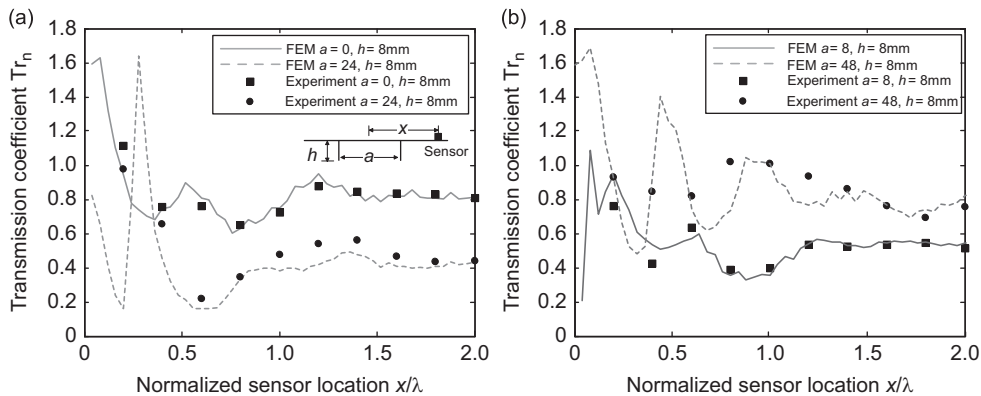 (a)
Transmission coefficient Trn
1.8
1.6
1.4
1.2
1.0
0.8
0.6
0.4
0.2
0
FEM a = 0, h = 8mm
FEM a = 24, h = 8mm
Experiment a = 0, h = 8mm
Experiment a = 24, h = 8mm
x
h
a
Sensor
0
0.5
1.0
1.5
2.0
Normalized sensor location x/λ
(b)
Transmission coefficient Trn
1.8
1.6
1.4
1.2
1.0
0.8
0.6
0.4
0.2
0
FEM a = 8, h = 8mm
FEM a = 48, h = 8mm
Experiment a = 8, h = 8mm
Experiment a = 48, h = 8mm
0
0.5
1.0
1.5
2.0
Normalized sensor location x/λ